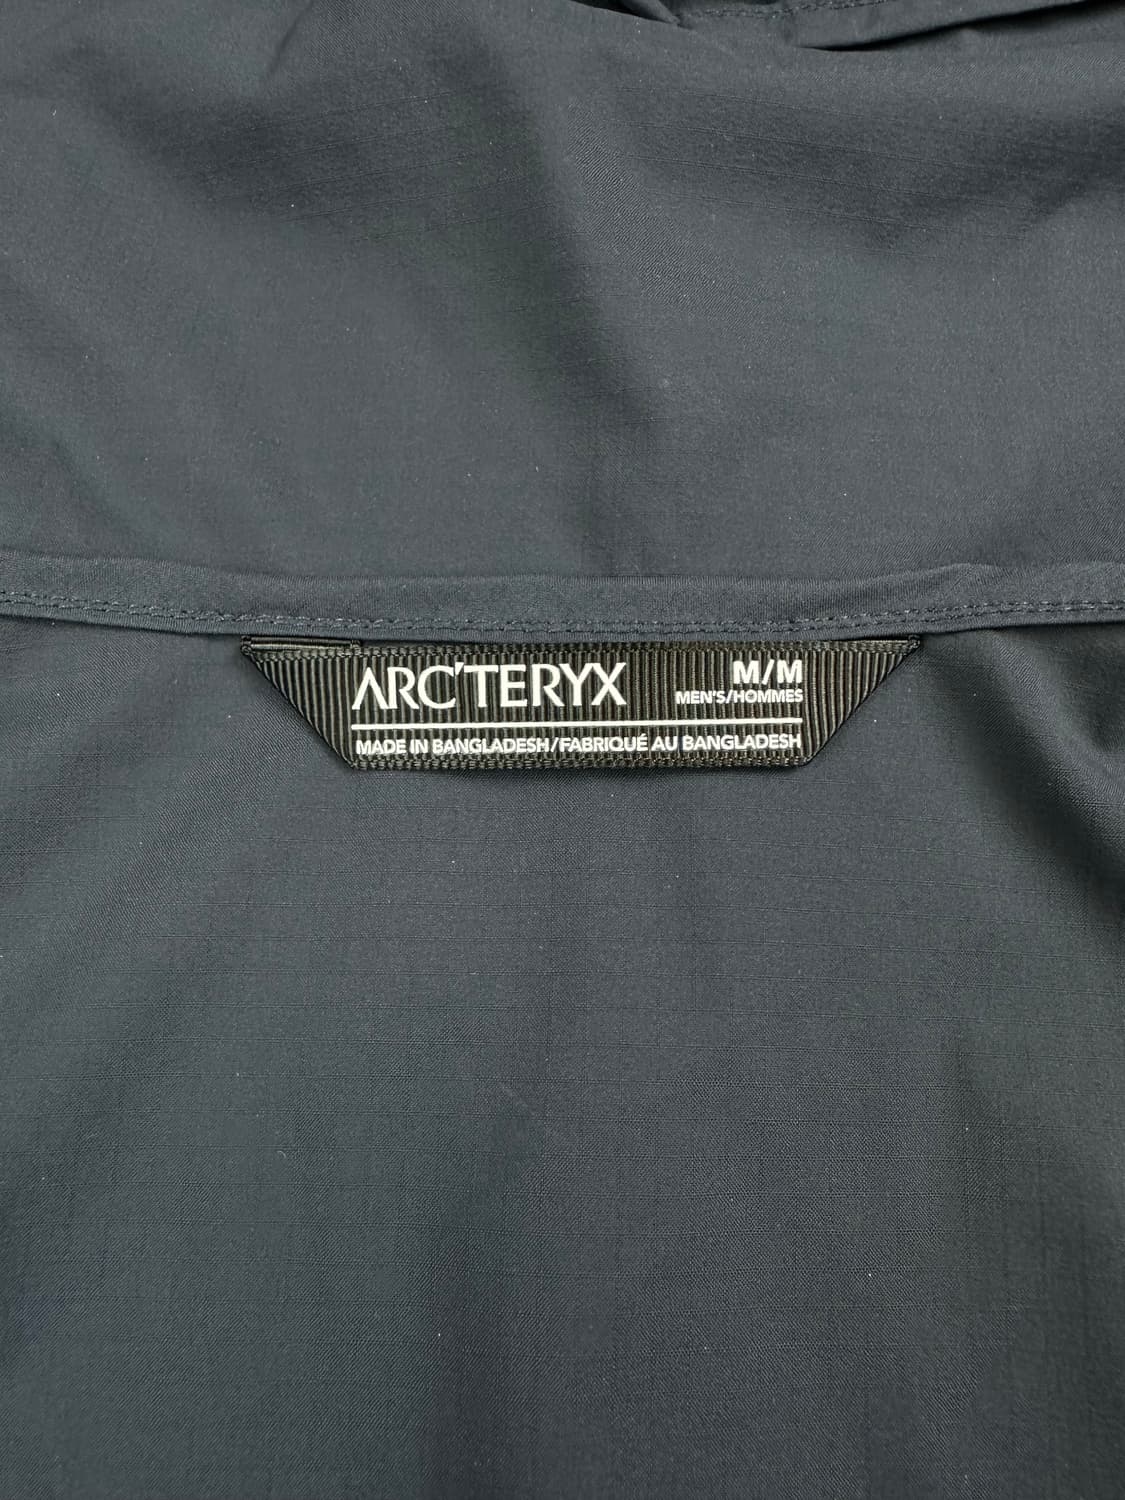 ARC'TERYX
M/M
MEN'S/HOMMES
MADE IN BANGLADESH/FABRIQUÉ AU BANGLADESH